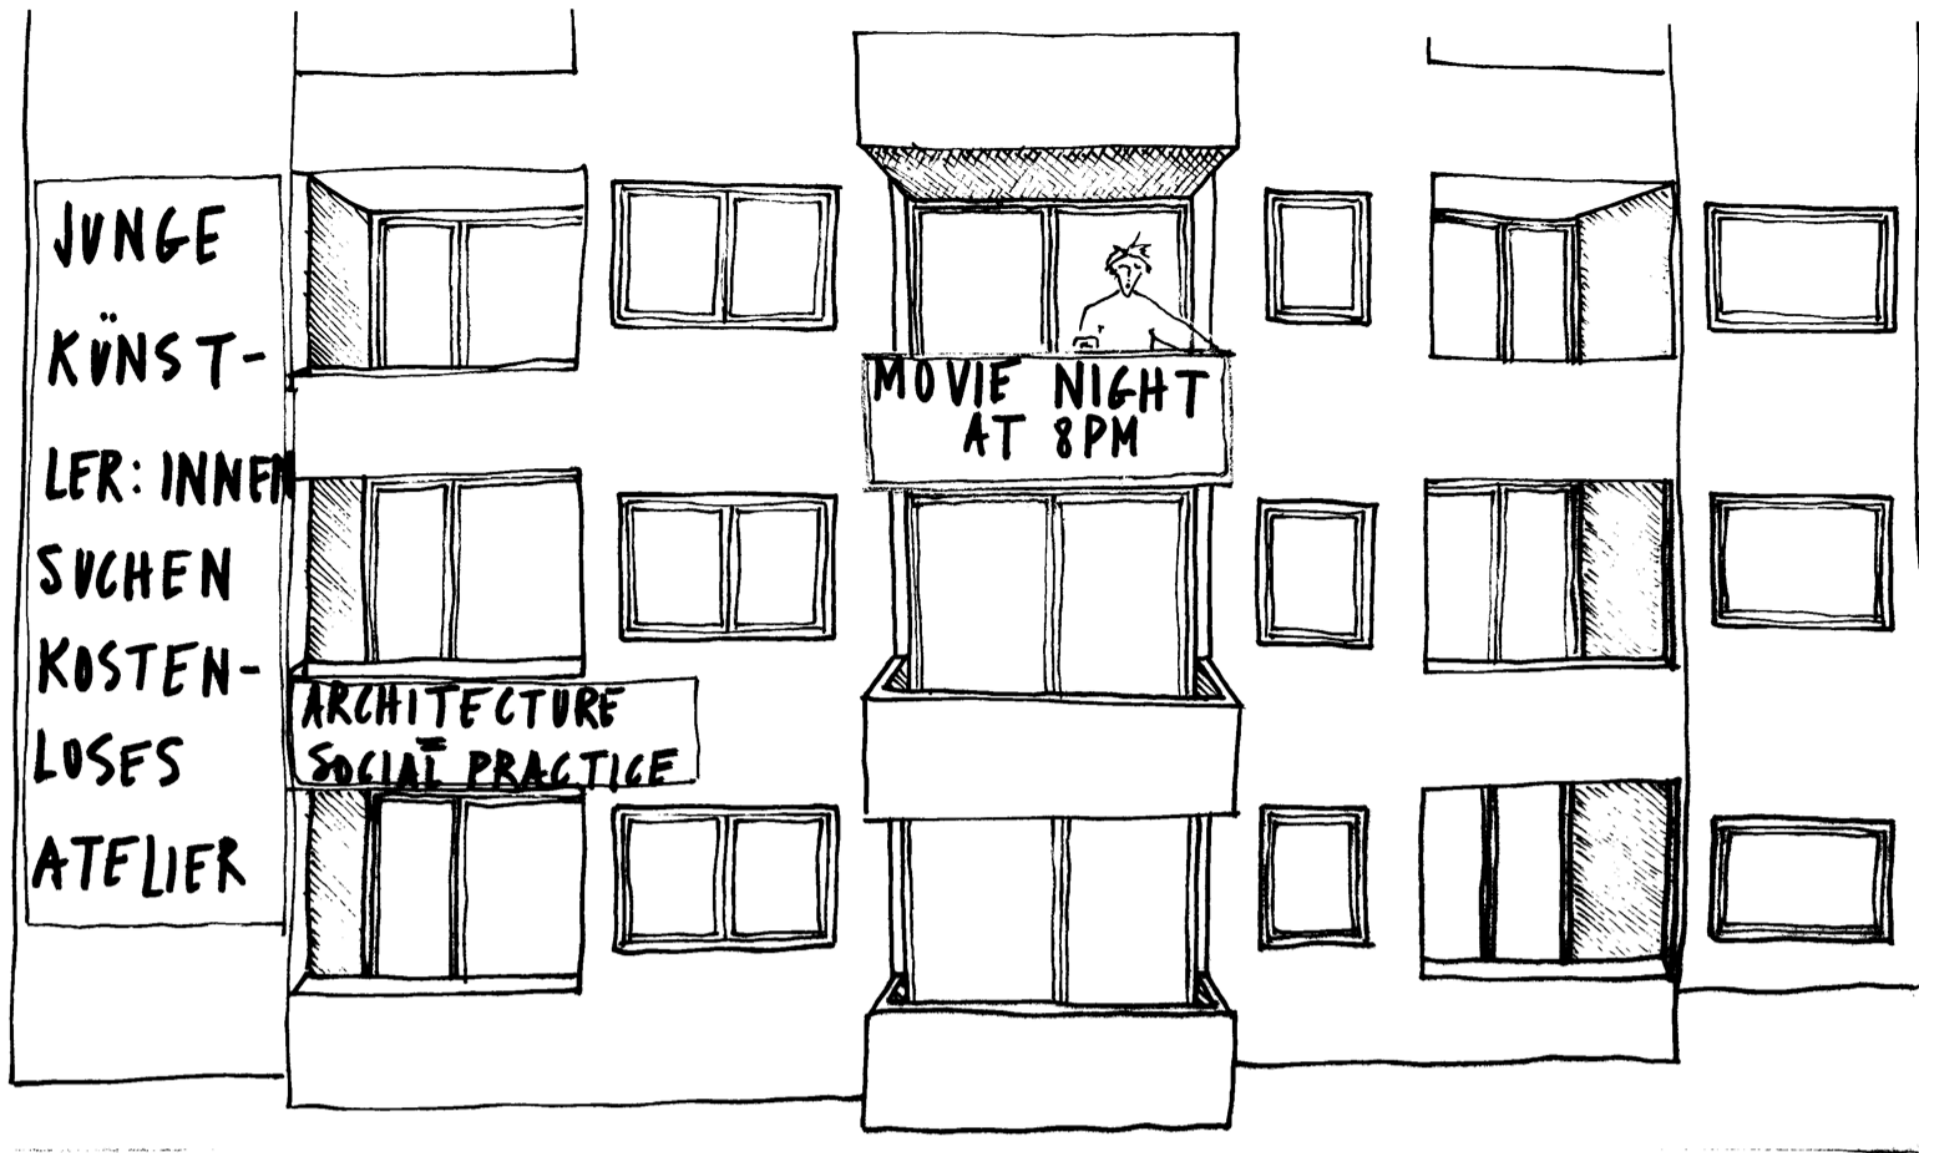 JUNGE
KÜNST-
LER: INNEN
SUCHEN
KOSTEN-
LOSES
ATELIER
MOVIE NIGHT
AT 8PM
ARCHITECTURE
=
SOCIAL PRACTICE